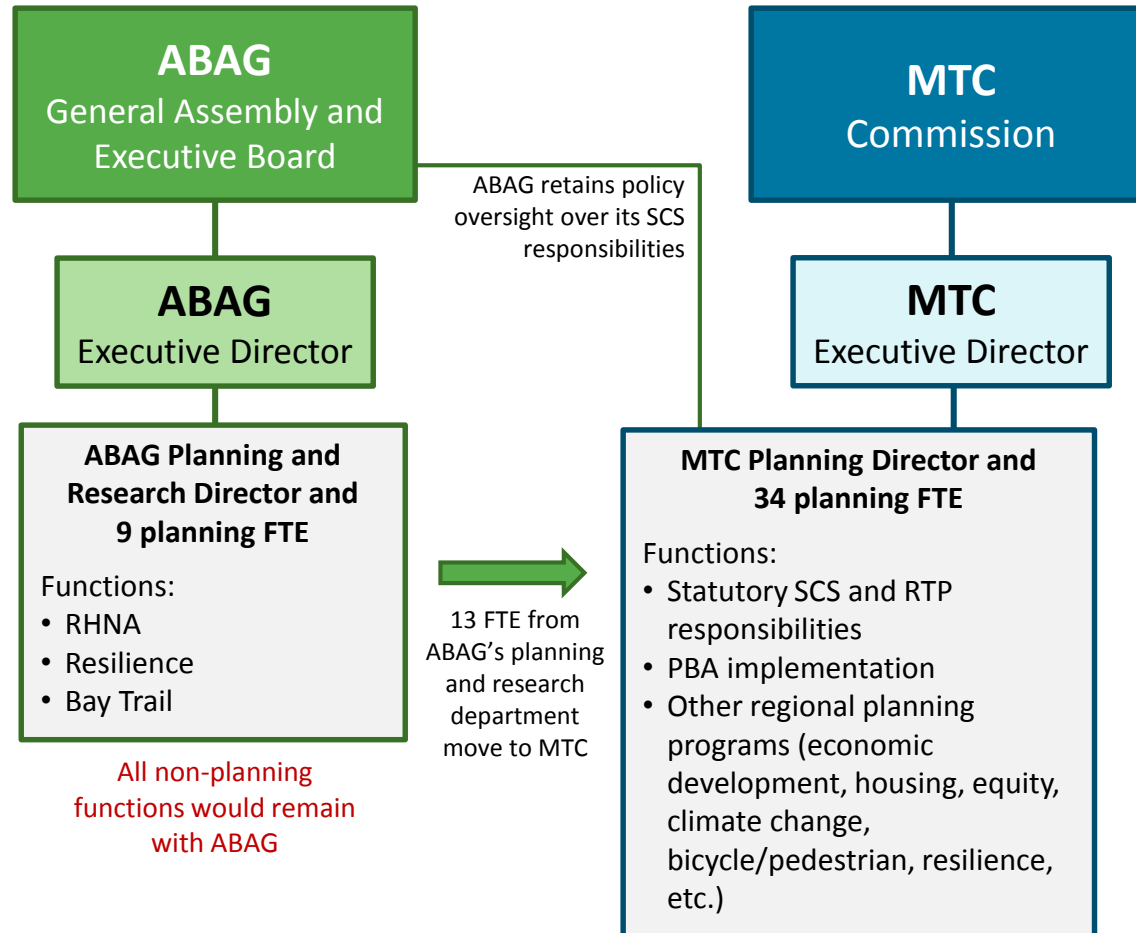 ABAG
General Assembly and
Executive Board
MTC
Commission
ABAG retains policy
oversight over its SCS
responsibilities
ABAG
Executive Director
MTC
Executive Director
ABAG Planning and
Research Director and
9 planning FTE
Functions:
• RHNA
• Resilience
• Bay Trail
All non-planning
functions would remain
with ABAG
13 FTE from
ABAG’s planning
and research
department
move to MTC
MTC Planning Director and
34 planning FTE
Functions:
• Statutory SCS and RTP
responsibilities
• PBA implementation
• Other regional planning
programs (economic
development, housing, equity,
climate change,
bicycle/pedestrian, resilience,
etc.)